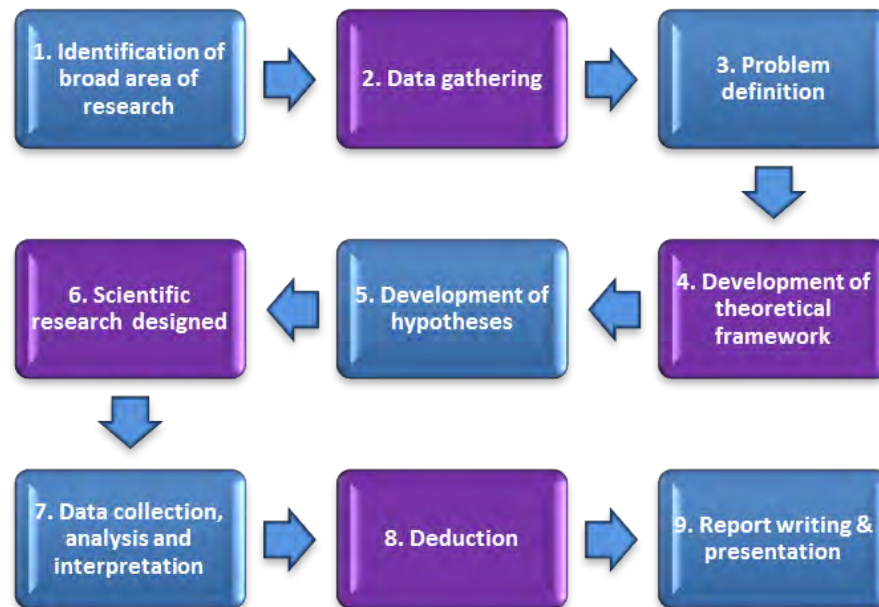 1. Identification of
broad area of
research
2. Data gathering
3. Problem
definition
4. Development of
theoretical
framework
5. Development of
hypotheses
6. Scientific
research designed
7. Data collection,
analysis and
interpretation
8. Deduction
9. Report writing &
presentation